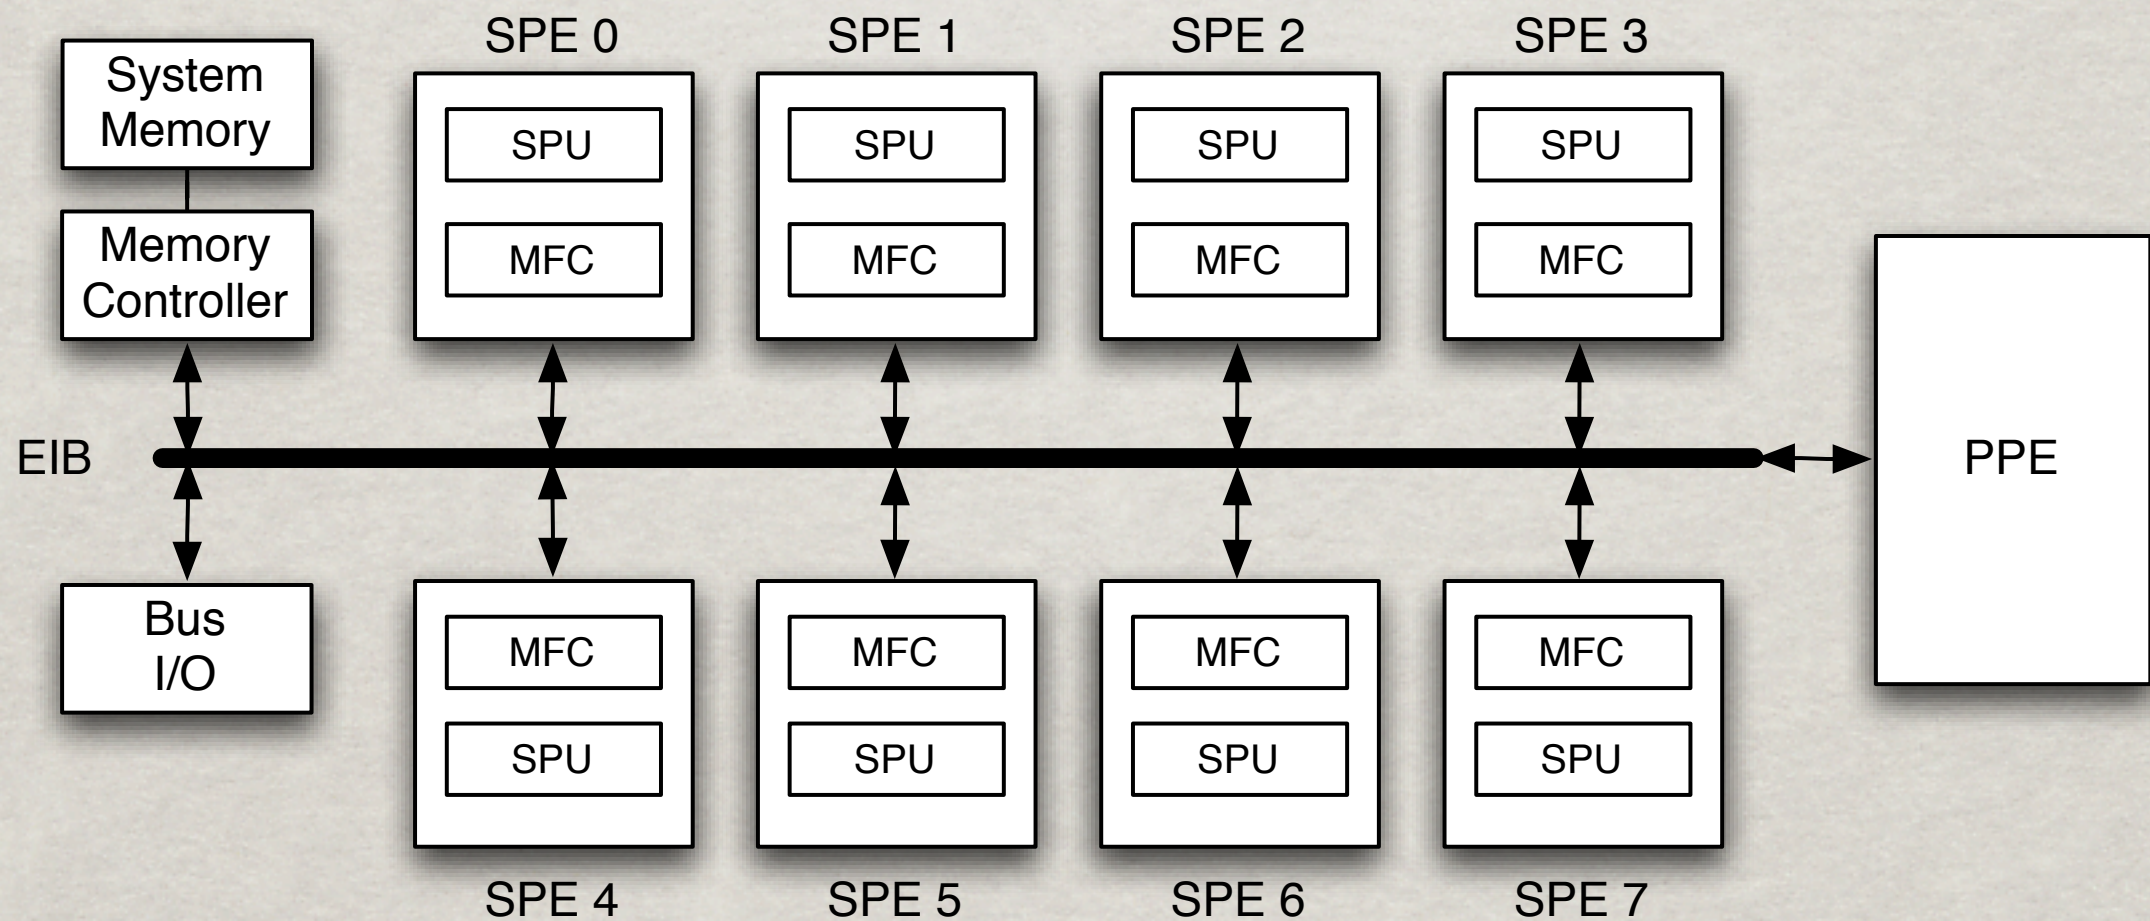 SPE 0
SPE 1
SPE 2
SPE 3
System
Memory
SPU
SPU
SPU
SPU
Memory
Controller
MFC
MFC
MFC
MFC
EIB
PPE
Bus
I/O
MFC
MFC
MFC
MFC
SPU
SPU
SPU
SPU
SPE 4
SPE 5
SPE 6
SPE 7